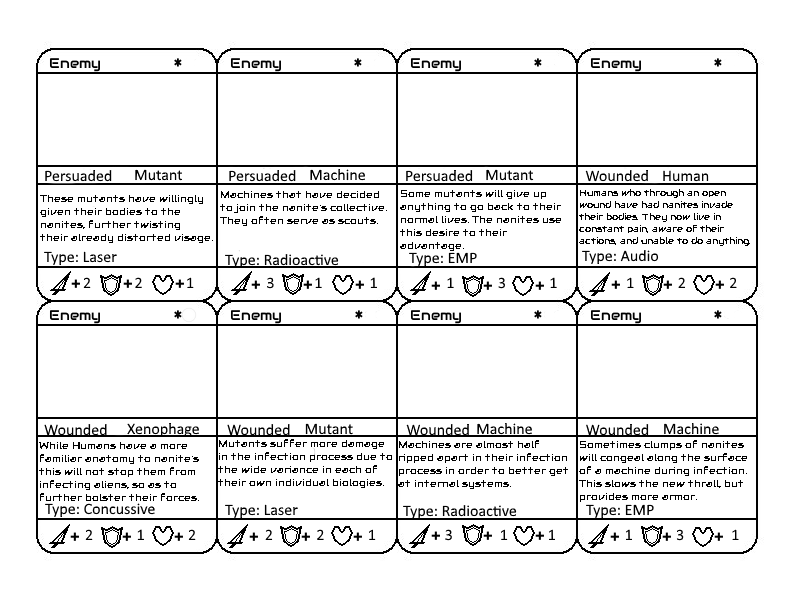 Enemy *
Persuaded Mutant
These mutants have willingly
given their bodies to the
nanites, further twisting
their already distorted visage.
Type: Laser
+2 +2 +1
Enemy *
Persuaded Machine
Machines that have decided
to join the nanite's collective.
They often serve as scouts.
Type: Radioactive
+ 3 +1 + 1
Enemy *
Persuaded Mutant
Some mutants will give up
anything to go back to their
normal lives. The nanites use
this desire to their
advantage.
Type: EMP
+ 1 + 3 + 1
Enemy *
Wounded Human
Humans who through an open
wound have had nanites invade
their bodies. They now live in
constant pain, aware of their
actions, and unable to do anything.
Type: Audio
+ 1 + 2 + 2
Enemy *
Wounded Xenophage
While Humans have a more
familiar anatomy to nanite's
this will not stop them from
infecting aliens, so as to
further bolster their forces.
Type: Concussive
+ 2 + 1 + 2
Enemy *
Wounded Mutant
Mutants suffer more damage
in the infection process due to
the wide variance in each of
their own individual biologies.
Type: Laser
+ 2 + 2 + 1
Enemy *
Wounded Machine
Machines are almost half
ripped apart in their infection
process in order to better get
at internal systems.
Type: Radioactive
+ 3 + 1 + 1
Enemy *
Wounded Machine
Sometimes clumps of nanites
will congeal along the surface
of a machine during infection.
This slows the new thrall, but
provides more armor.
Type: EMP
+ 1 + 3 + 1